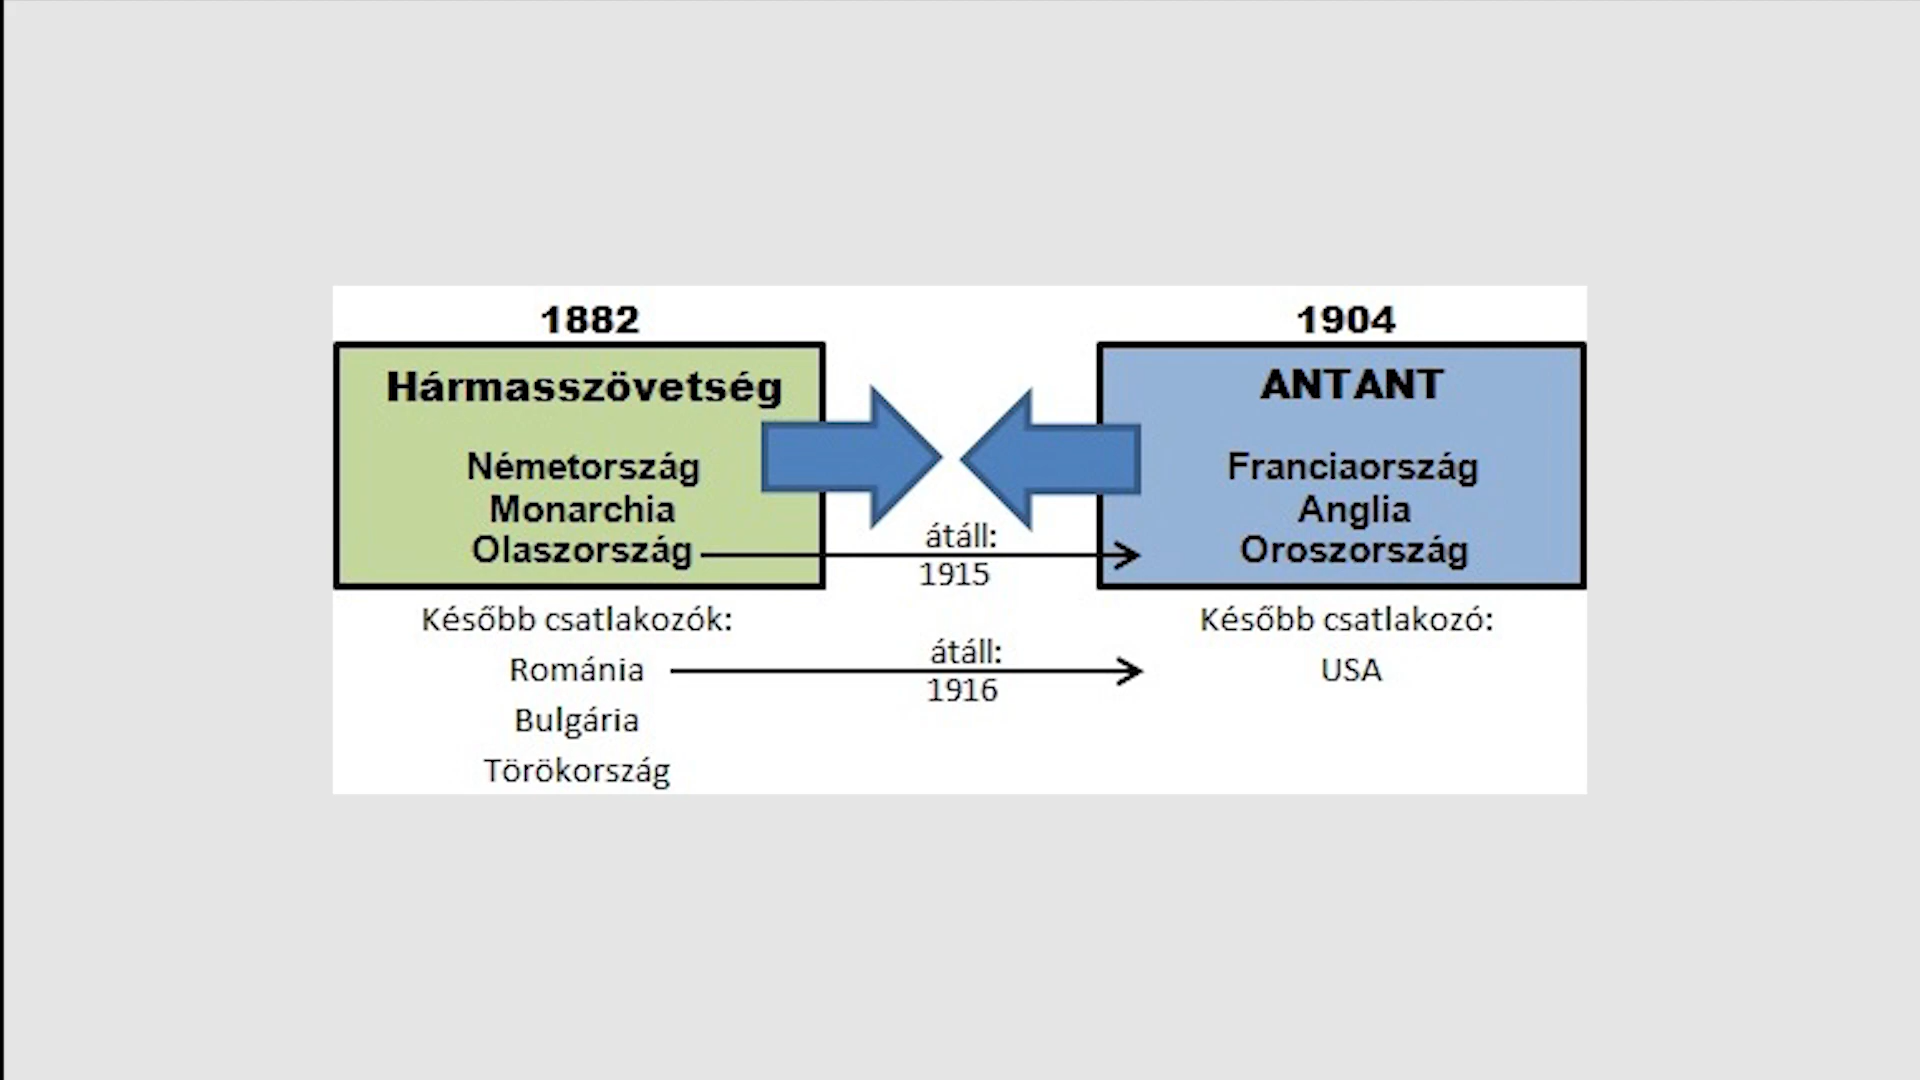 1882
Hármasszövetség
Németország
Monarchia
Olaszország
Később csatlakozók:
Románia
Bulgária
Törökország
átáll:
1915
átáll:
1916
1904
ANTANT
Franciaország
Anglia
Oroszország
Később csatlakozó:
USA